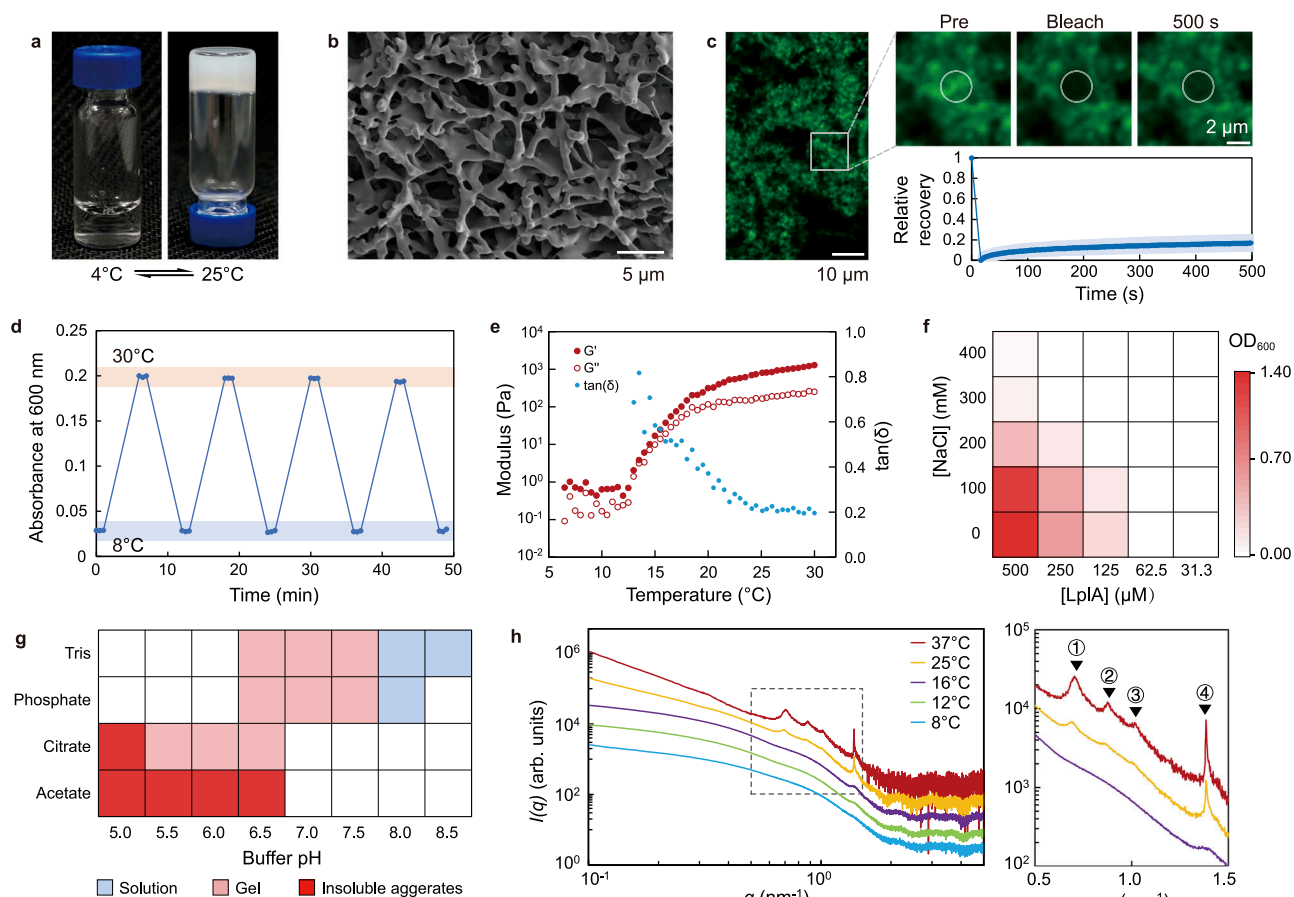 a
4°C
25°C
b
5 µm
c
10 µm
Pre
Bleach
500 s
2 µm
Relative recovery
1
0.8
0.6
0.4
0.2
0
100
200
300
400
500
Time (s)
d
Absorbance at 600 nm
0.25
0.2
0.15
0.1
0.05
0
30°C
8°C
0
10
20
30
40
50
Time (min)
e
Modulus (Pa)
10⁴
10³
10²
10¹
10⁰
10⁻¹
10⁻²
G'
G''
tan(δ)
1.0
0.8
0.6
0.4
0.2
0.0
tan(δ)
5
10
15
20
25
30
Temperature (°C)
f
[NaCl] (mM)
400
300
200
100
0
500
250
125
62.5
31.3
[LplA] (µM)
OD₆₀₀
1.40
0.70
0.00
g
Tris
Phosphate
Citrate
Acetate
5.0
5.5
6.0
6.5
7.0
7.5
8.0
8.5
Buffer pH
Solution
Gel
Insoluble aggerates
h
I(q) (arb. units)
10⁶
10⁴
10²
10⁰
10⁻¹
10⁰
37°C
25°C
16°C
12°C
8°C
10⁵
10⁴
10³
10²
①
②
③
④
0.5
1.0
1.5